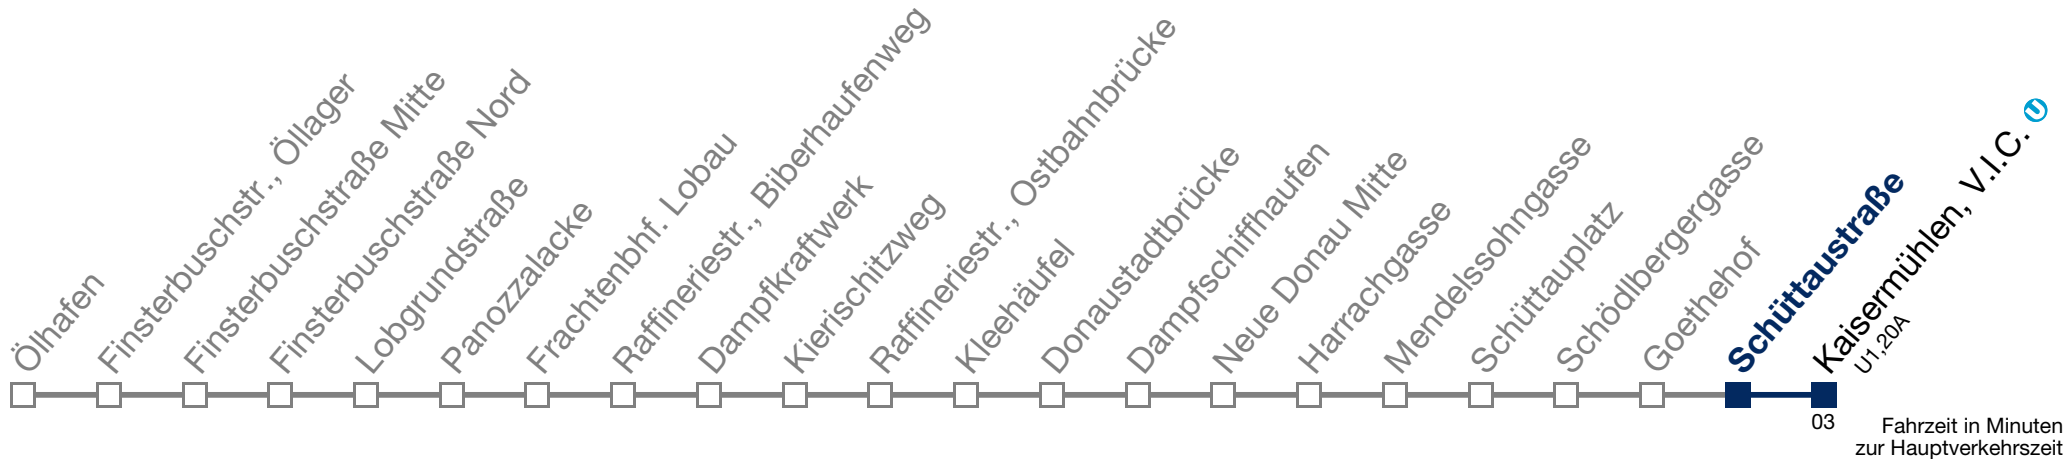 Ölhafen
Finsterbuschstr., Öllager
Finsterbuschstraße Mitte
Finsterbuschstraße Nord
Lobgrundstraße
Panozzalacke
Frachtenbhf. Lobau
Raffineriestr., Biberhaufenweg
Dampfkraftwerk
Kierischitzweg
Raffineriestr., Ostbahnbrücke
Kleehäufel
Donaustadtbrücke
Dampfschiffhaufen
Neue Donau Mitte
Harrachgasse
Mendelssohngasse
Schüttauplatz
Schödlbergergasse
Goethehof
Schüttaustraße
Kaisermühlen, V.I.C. U
U1,20A
03
Fahrzeit in Minuten
zur Hauptverkehrszeit